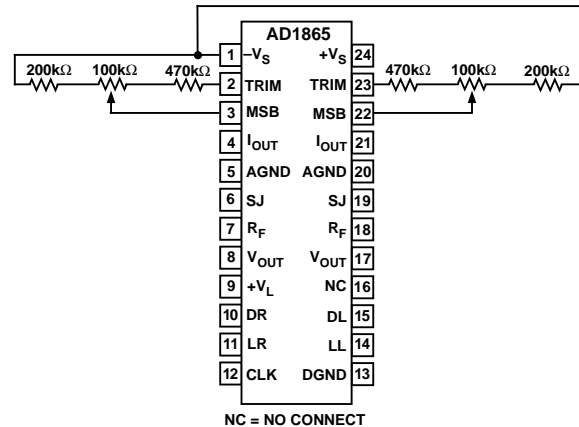 AD1865
1 –VS +VS 24
200kΩ 100kΩ 470kΩ 2 TRIM TRIM 23 470kΩ 100kΩ 200kΩ
3 MSB MSB 22
4 IOUT IOUT 21
5 AGND AGND 20
6 SJ SJ 19
7 RF RF 18
8 VOUT VOUT 17
9 +VL NC 16
10 DR DL 15
11 LR LL 14
12 CLK DGND 13
NC = NO CONNECT